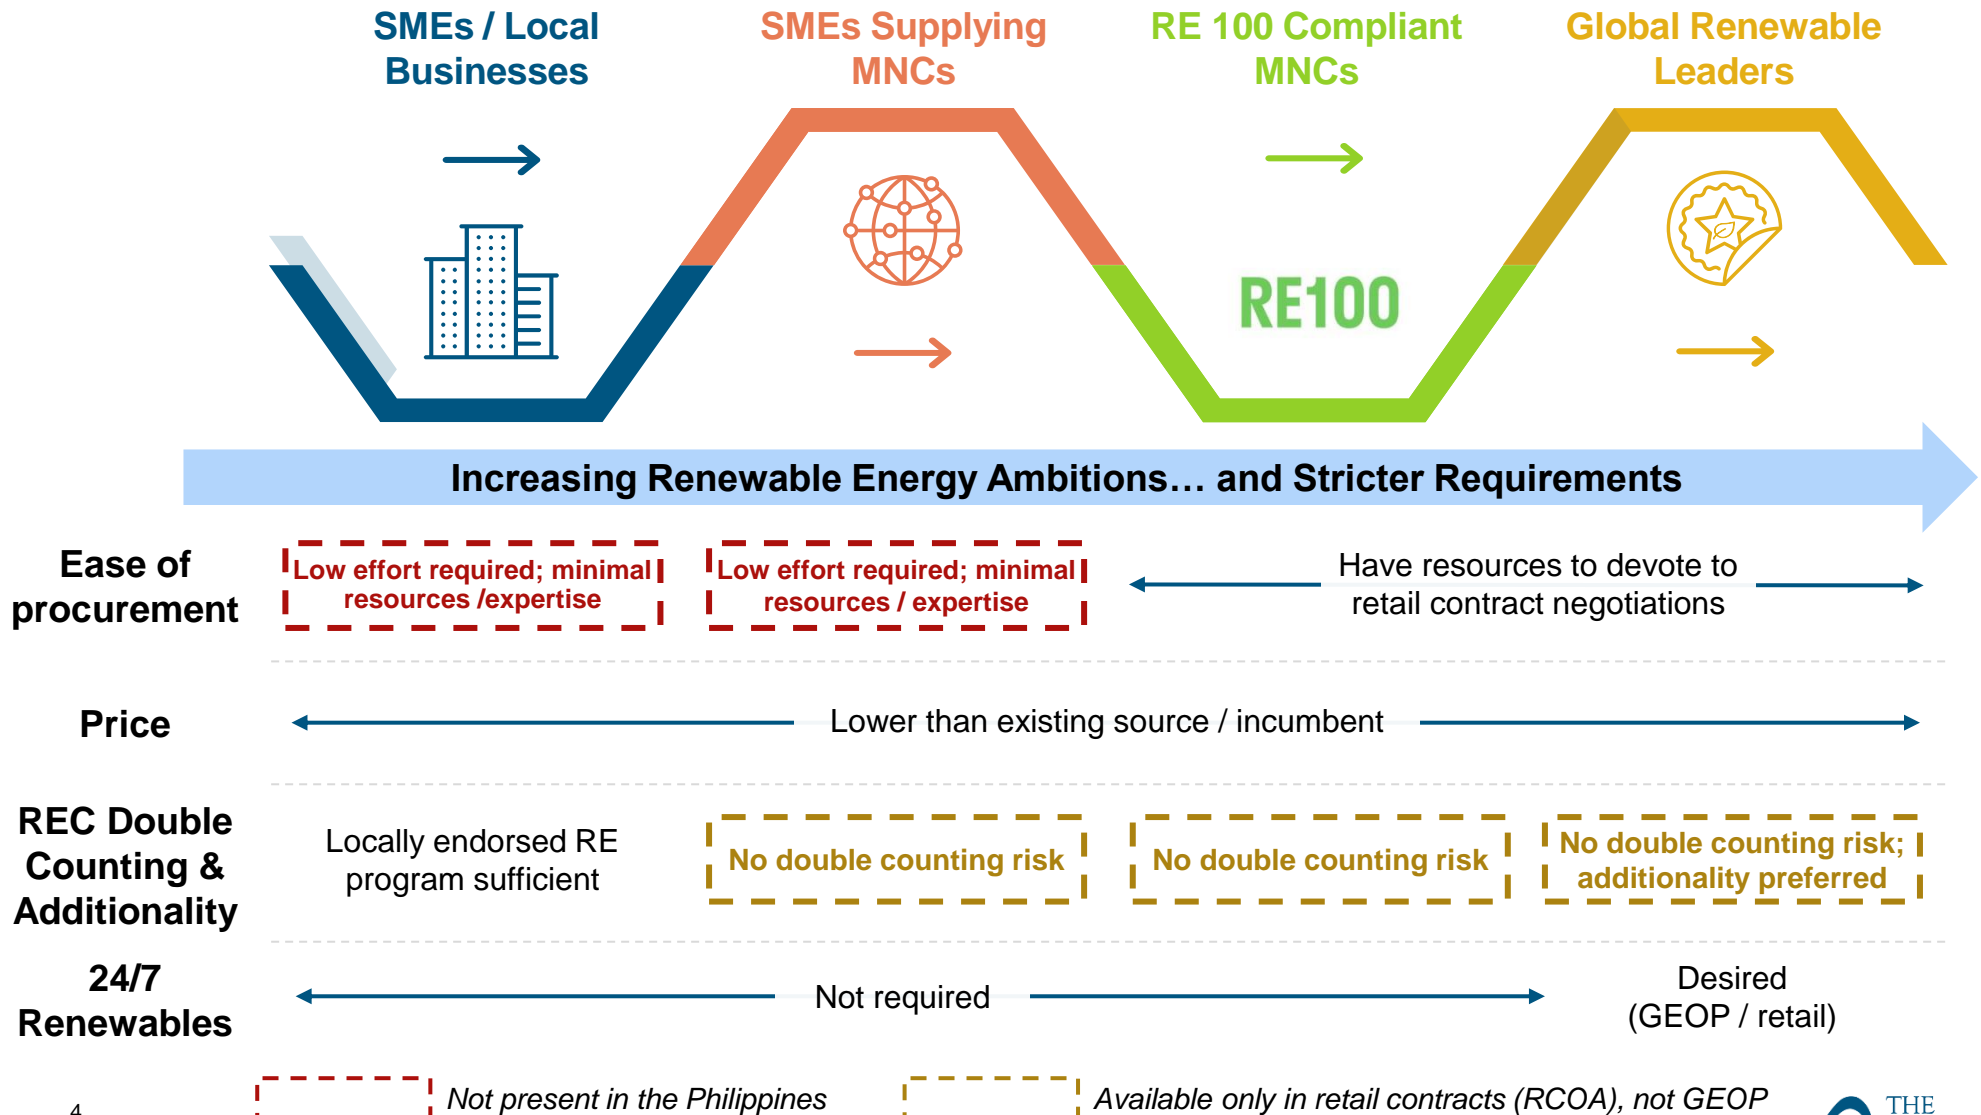 SMEs / Local
Businesses
SMEs Supplying
MNCs
RE 100 Compliant
MNCs
Global Renewable
Leaders
RE100
Increasing Renewable Energy Ambitions… and Stricter Requirements
Ease of
procurement
Low effort required; minimal
resources /expertise
Low effort required; minimal
resources / expertise
Have resources to devote to
retail contract negotiations
Price
Lower than existing source / incumbent
REC Double
Counting &
Additionality
Locally endorsed RE
program sufficient
No double counting risk
No double counting risk
No double counting risk;
additionality preferred
24/7
Renewables
Not required
Desired
(GEOP / retail)
4
Not present in the Philippines
Available only in retail contracts (RCOA), not GEOP
THE